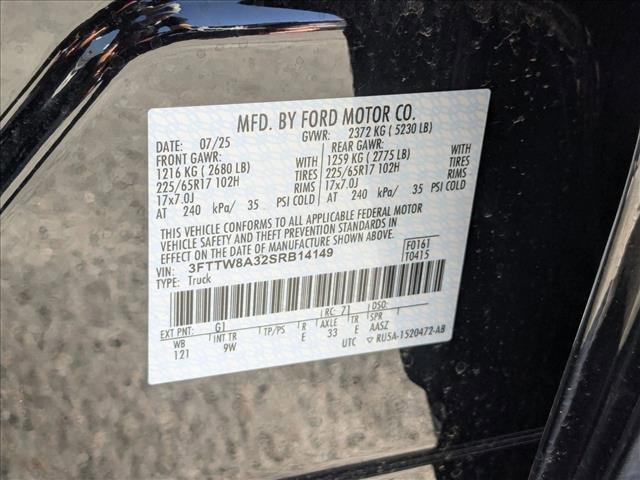 MFD. BY FORD MOTOR CO.
DATE: 07/25 GVWR: 2372 KG ( 5230 LB)
FRONT GAWR: REAR GAWR:
1216 KG ( 2680 LB) WITH 1259 KG ( 2775 LB) WITH
225/65R17 102H TIRES 225/65R17 102H TIRES
17x7.0J RIMS 17x7.0J RIMS
AT 240 kPa/ 35 PSI COLD AT 240 kPa/ 35 PSI COLD
THIS VEHICLE CONFORMS TO ALL APPLICABLE FEDERAL MOTOR
VEHICLE SAFETY AND THEFT PREVENTION STANDARDS IN EFFECT
ON THE DATE OF MANUFACTURE SHOWN ABOVE.
VIN: 3FTTW8A32SRB14149 F0161
TYPE: Truck T0415
EXT PNT: G1 RC: 71 DSO:
WB INT TR TP/PS R AXLE TR SPR
121 9W E 33 E AASZ
UTC ▽ RU5A-1520472-AB